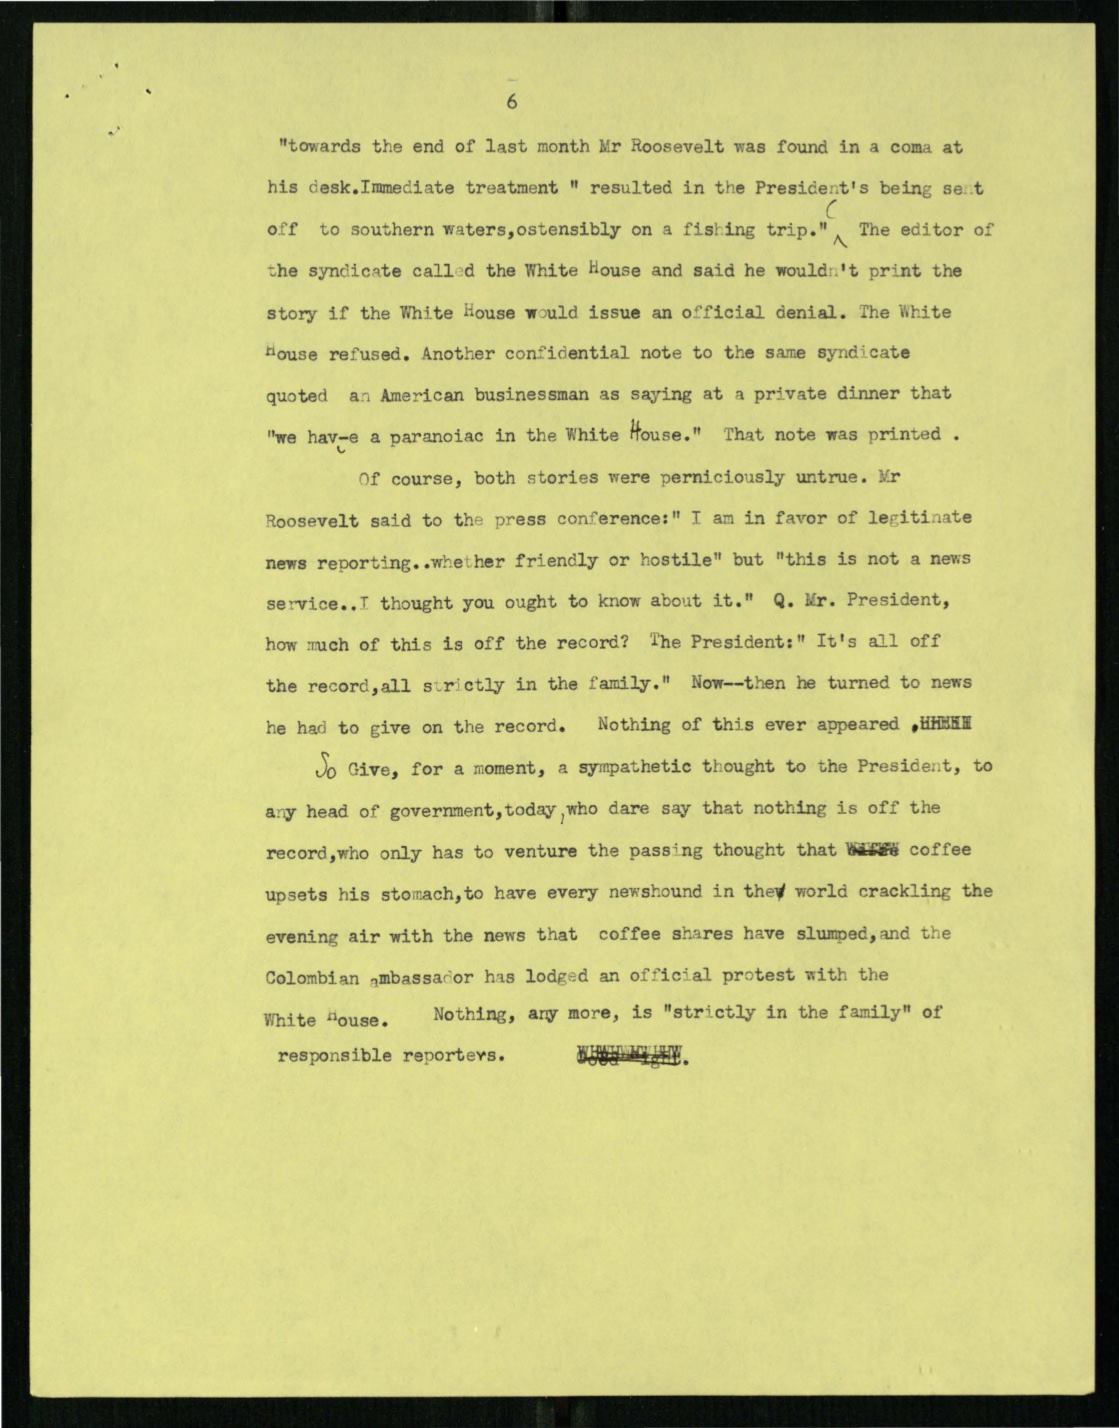 6
"towards the end of last month Mr Roosevelt was found in a coma at
his desk.Immediate treatment " resulted in the President's being sent
off  to southern waters,ostensibly on a fishing trip." ( The editor of
the syndicate called the White House and said he wouldn't print the
story if the White House would issue an official denial. The White
House refused. Another confidential note to the same syndicate
quoted  an American businessman as saying at a private dinner that
"we hav-e a paranoiac in the White House."  That note was printed .
Of course, both stories were perniciously untrue. Mr
Roosevelt said to the press conference:" I am in favor of legitinate
news reporting..whether friendly or hostile" but "this is not a news
service..I thought you ought to know about it."  Q. Mr. President,
how much of this is off the record?  The President:" It's all off
the record,all strictly in the family."  Now--then he turned to news
he had to give on the record.  Nothing of this ever appeared .
So Give, for a moment, a sympathetic thought to the President, to
any head of government,today,who dare say that nothing is off the
record,who only has to venture the passing thought that coffee
upsets his stomach,to have every newshound in the world crackling the
evening air with the news that  coffee shares have slumped,and the
Colombian ambassador has lodged an official protest with the
White House.   Nothing, any more, is "strictly in the family" of
responsible reporters.